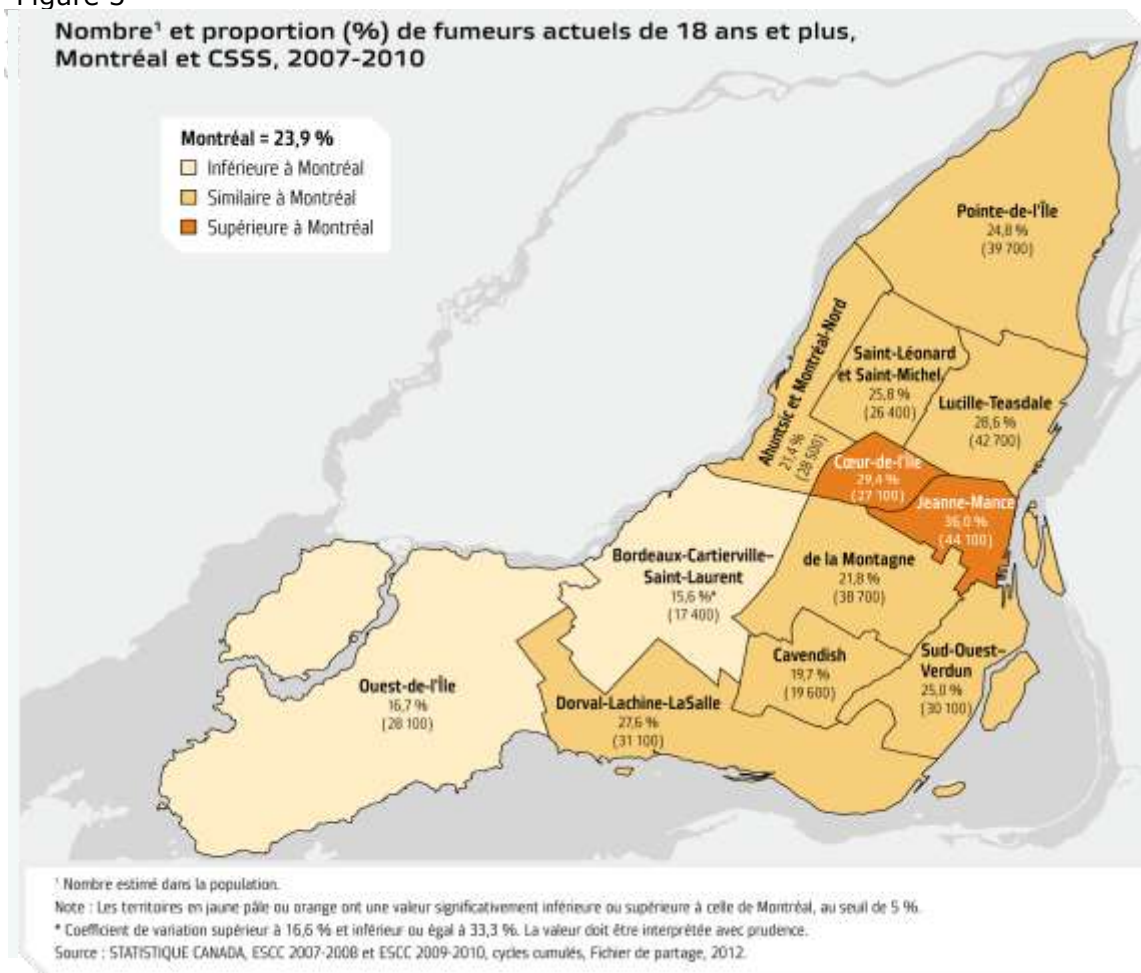 Figure 3
Nombre¹ et proportion (%) de fumeurs actuels de 18 ans et plus,
Montréal et CSSS, 2007-2010
Montréal = 23,9 %
Inférieure à Montréal
Similaire à Montréal
Supérieure à Montréal
Pointe-de-l'Île
24,8 %
(39 700)
Ahuntsic et Montréal-Nord
21,4 %
(28 500)
Saint-Léonard
et Saint-Michel
25,8 %
(26 400)
Lucille-Teasdale
28,6 %
(42 700)
Cœur-de-l'Île
29,4 %
(27 100)
Jeanne-Mance
36,0 %
(44 100)
Bordeaux-Cartierville–
Saint-Laurent
15,6 %*
(17 400)
de la Montagne
21,8 %
(38 700)
Ouest-de-l'Île
16,7 %
(28 100)
Dorval-Lachine-LaSalle
27,6 %
(31 100)
Cavendish
19,7 %
(19 600)
Sud-Ouest–
Verdun
25,0 %
(30 100)
¹ Nombre estimé dans la population.
Note : Les territoires en jaune pâle ou orange ont une valeur significativement inférieure ou supérieure à celle de Montréal, au seuil de 5 %.
* Coefficient de variation supérieur à 16,6 % et inférieur ou égal à 33,3 %. La valeur doit être interprétée avec prudence.
Source : STATISTIQUE CANADA, ESCC 2007-2008 et ESCC 2009-2010, cycles cumulés, Fichier de partage, 2012.